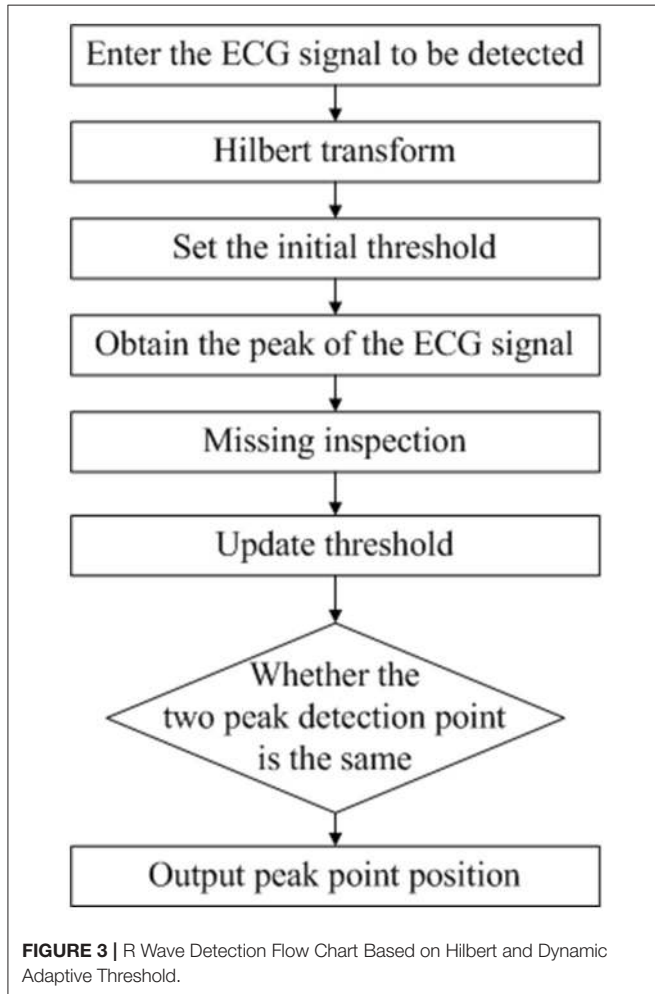 Enter the ECG signal to be detected
Hilbert transform
Set the initial threshold
Obtain the peak of the ECG signal
Missing inspection
Update threshold
Whether the
two peak detection point
is the same
Output peak point position
FIGURE 3 | R Wave Detection Flow Chart Based on Hilbert and Dynamic
Adaptive Threshold.